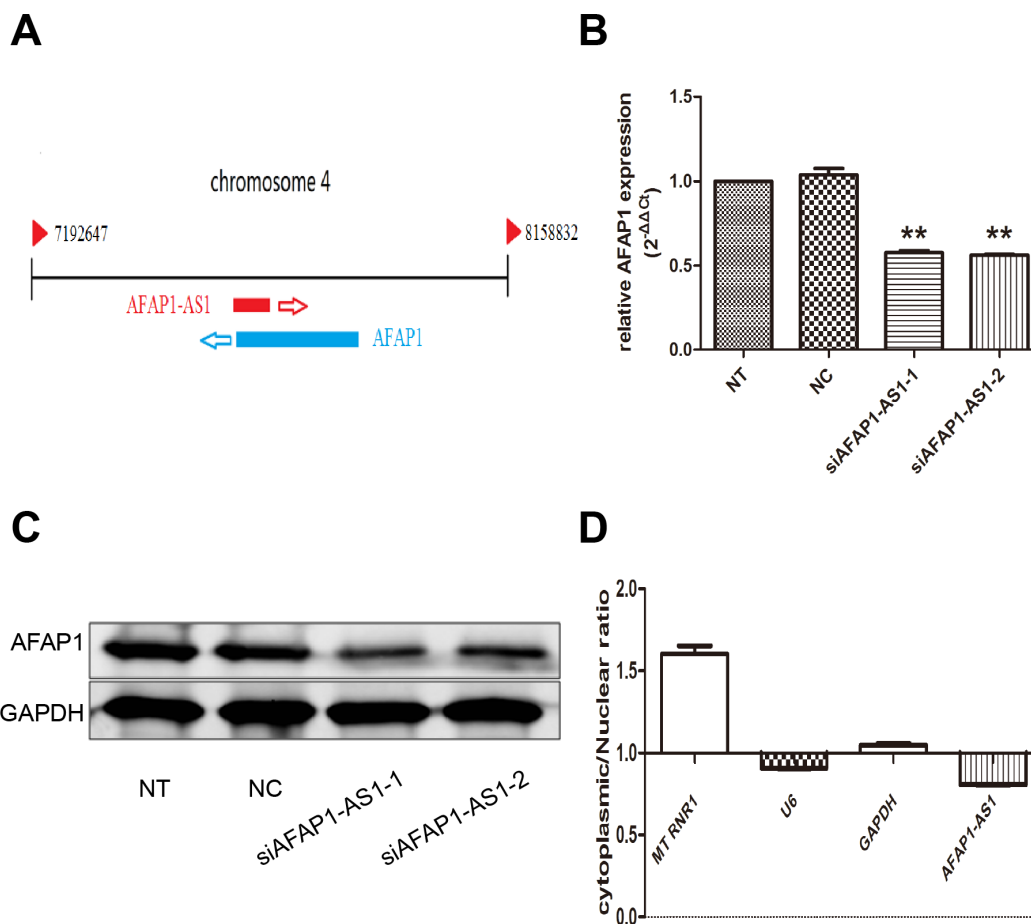 A
chromosome 4
7192647
8158832
AFAP1-AS1
AFAP1
B
relative AFAP1 expression
(2^-ΔΔCt)
1.5
1.0
0.5
0.0
**
**
NT
NC
siAFAP1-AS1-1
siAFAP1-AS1-2
C
AFAP1
GAPDH
NT
NC
siAFAP1-AS1-1
siAFAP1-AS1-2
D
cytoplasmic/Nuclear ratio
2.0
1.5
1.0
0.5
0.0
MT RNR1
U6
GAPDH
AFAP1-AS1